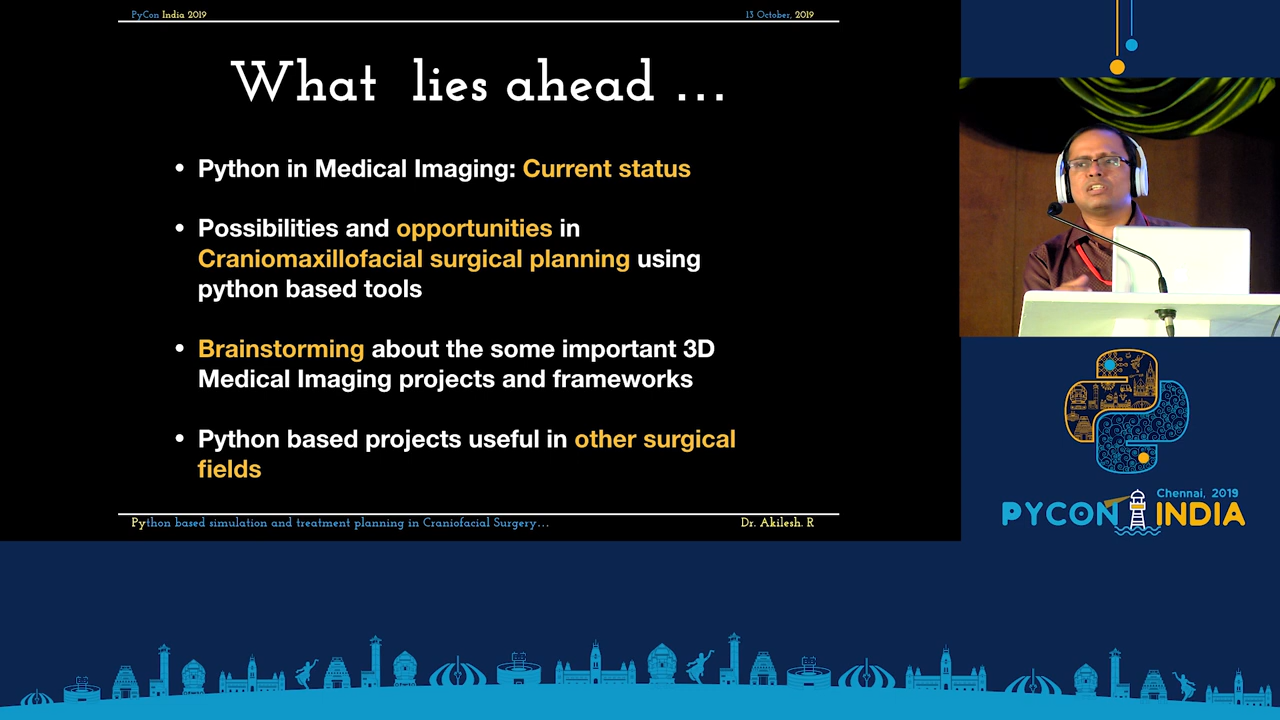 PyCon India 2019
13 October, 2019
What lies ahead ...
• Python in Medical Imaging: Current status
• Possibilities and opportunities in
Craniomaxillofacial surgical planning using
python based tools
• Brainstorming about the some important 3D
Medical Imaging projects and frameworks
• Python based projects useful in other surgical
fields
Python based simulation and treatment planning in Craniofacial Surgery...
Dr. Akilesh. R
Chennai, 2019
PYCON INDIA